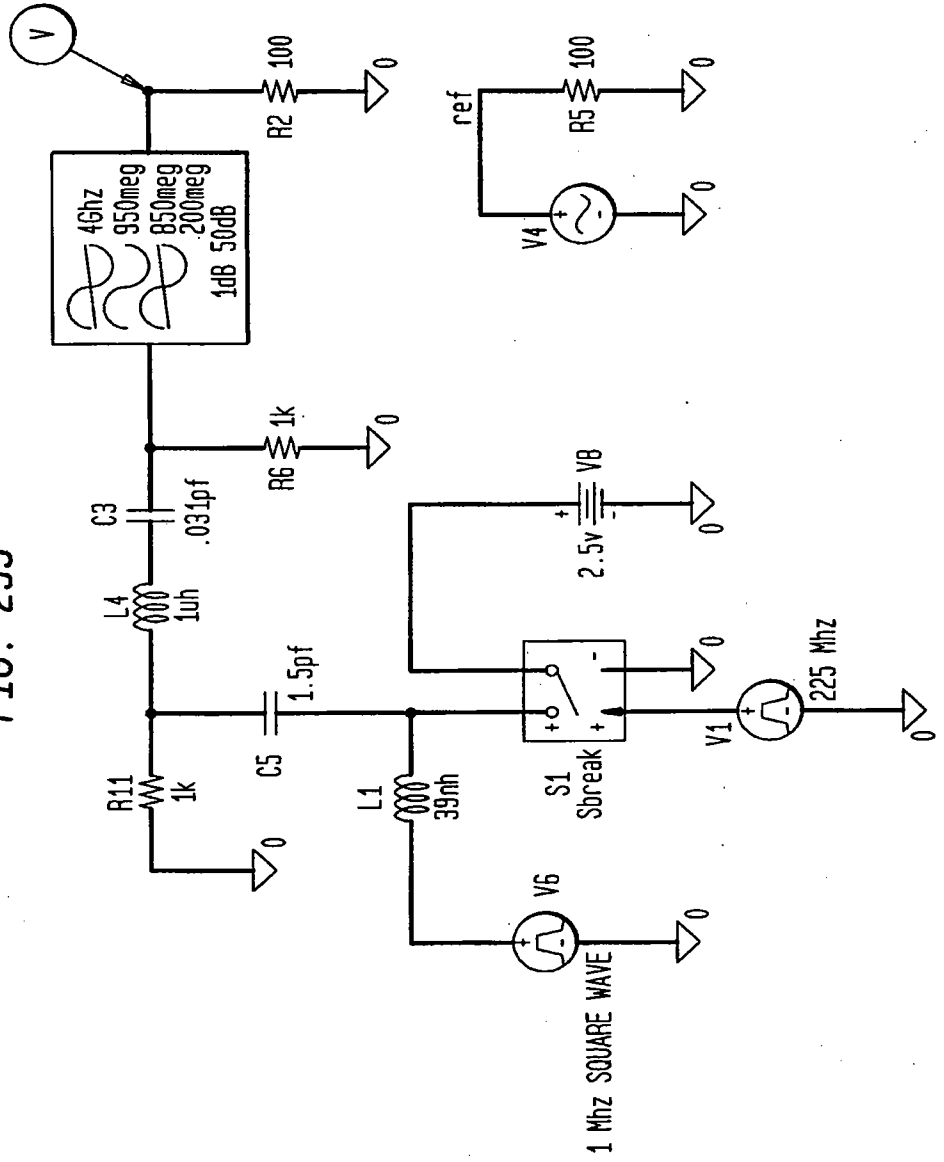 V
4Ghz
950meg
850meg
200meg
1dB 50dB
R2
100
0
ref
V4
+
-
0
R5
100
0
C3
.031pf
L4
1uh
R6
1k
0
R11
1k
0
C5
1.5pf
L1
39nh
S1
Sbreak
+
+
-
0
2.5v
+
-
VB
0
V1
+
-
225 Mhz
0
V6
+
-
0
1 Mhz SQUARE WAVE